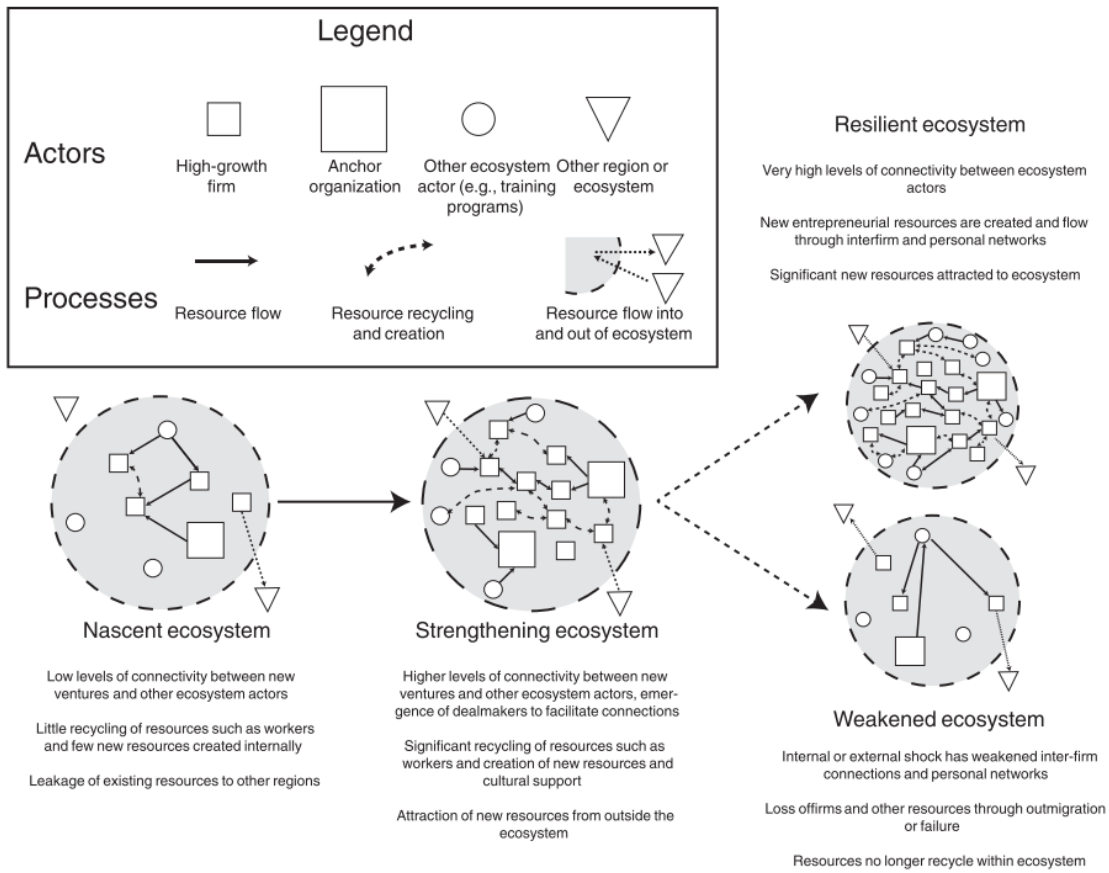 Legend
Actors
High-growth
firm
Anchor
organization
Other ecosystem
actor (e.g., training
programs)
Other region or
ecosystem
Processes
Resource flow
Resource recycling
and creation
Resource flow into
and out of ecosystem
Nascent ecosystem
Low levels of connectivity between new
ventures and other ecosystem actors
Little recycling of resources such as workers
and few new resources created internally
Leakage of existing resources to other regions
Strengthening ecosystem
Higher levels of connectivity between new
ventures and other ecosystem actors, emer-
gence of dealmakers to facilitate connections
Significant recycling of resources such as
workers and creation of new resources and
cultural support
Attraction of new resources from outside the
ecosystem
Resilient ecosystem
Very high levels of connectivity between ecosystem
actors
New entrepreneurial resources are created and flow
through interfirm and personal networks
Significant new resources attracted to ecosystem
Weakened ecosystem
Internal or external shock has weakened inter-firm
connections and personal networks
Loss offirms and other resources through outmigration
or failure
Resources no longer recycle within ecosystem